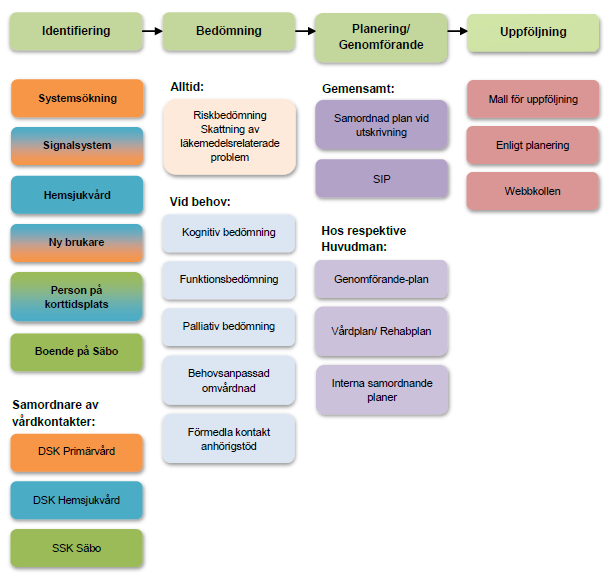 Identifiering
Bedömning
Planering/
Genomförande
Uppföljning
Systemsökning
Signalsystem
Hemsjukvård
Ny brukare
Person på
korttidsplats
Boende på Säbo
Samordnare av
vårdkontakter:
DSK Primärvård
DSK Hemsjukvård
SSK Säbo
Alltid:
Riskbedömning
Skattning av
läkemedelsrelaterade
problem
Vid behov:
Kognitiv bedömning
Funktionsbedömning
Palliativ bedömning
Behovsanpassad
omvårdnad
Förmedla kontakt
anhörigstöd
Gemensamt:
Samordnad plan vid
utskrivning
SIP
Hos respektive
Huvudman:
Genomförande-plan
Vårdplan/ Rehabplan
Interna samordnande
planer
Mall för uppföljning
Enligt planering
Webbkollen